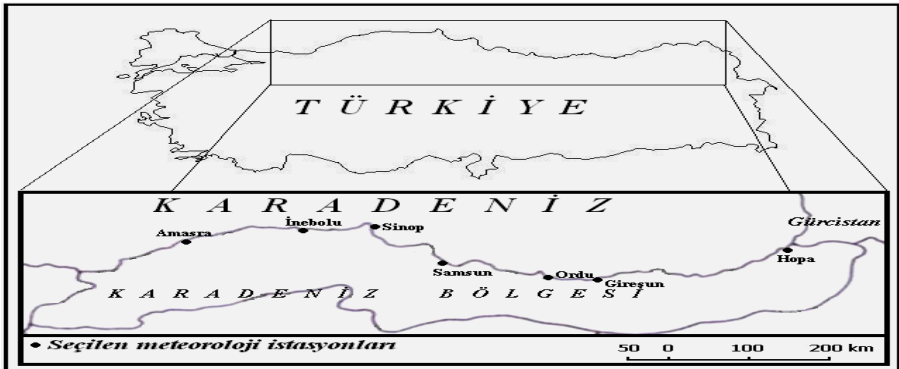 TÜRKİYE
KARADENİZ
Gürcistan
Amasra
İnebolu
Sinop
Samsun
Ordu
Gireşun
Hopa
KARADENİZ BÖLGESİ
• Seçilen meteoroloji istasyonları
50 0 100 200 km